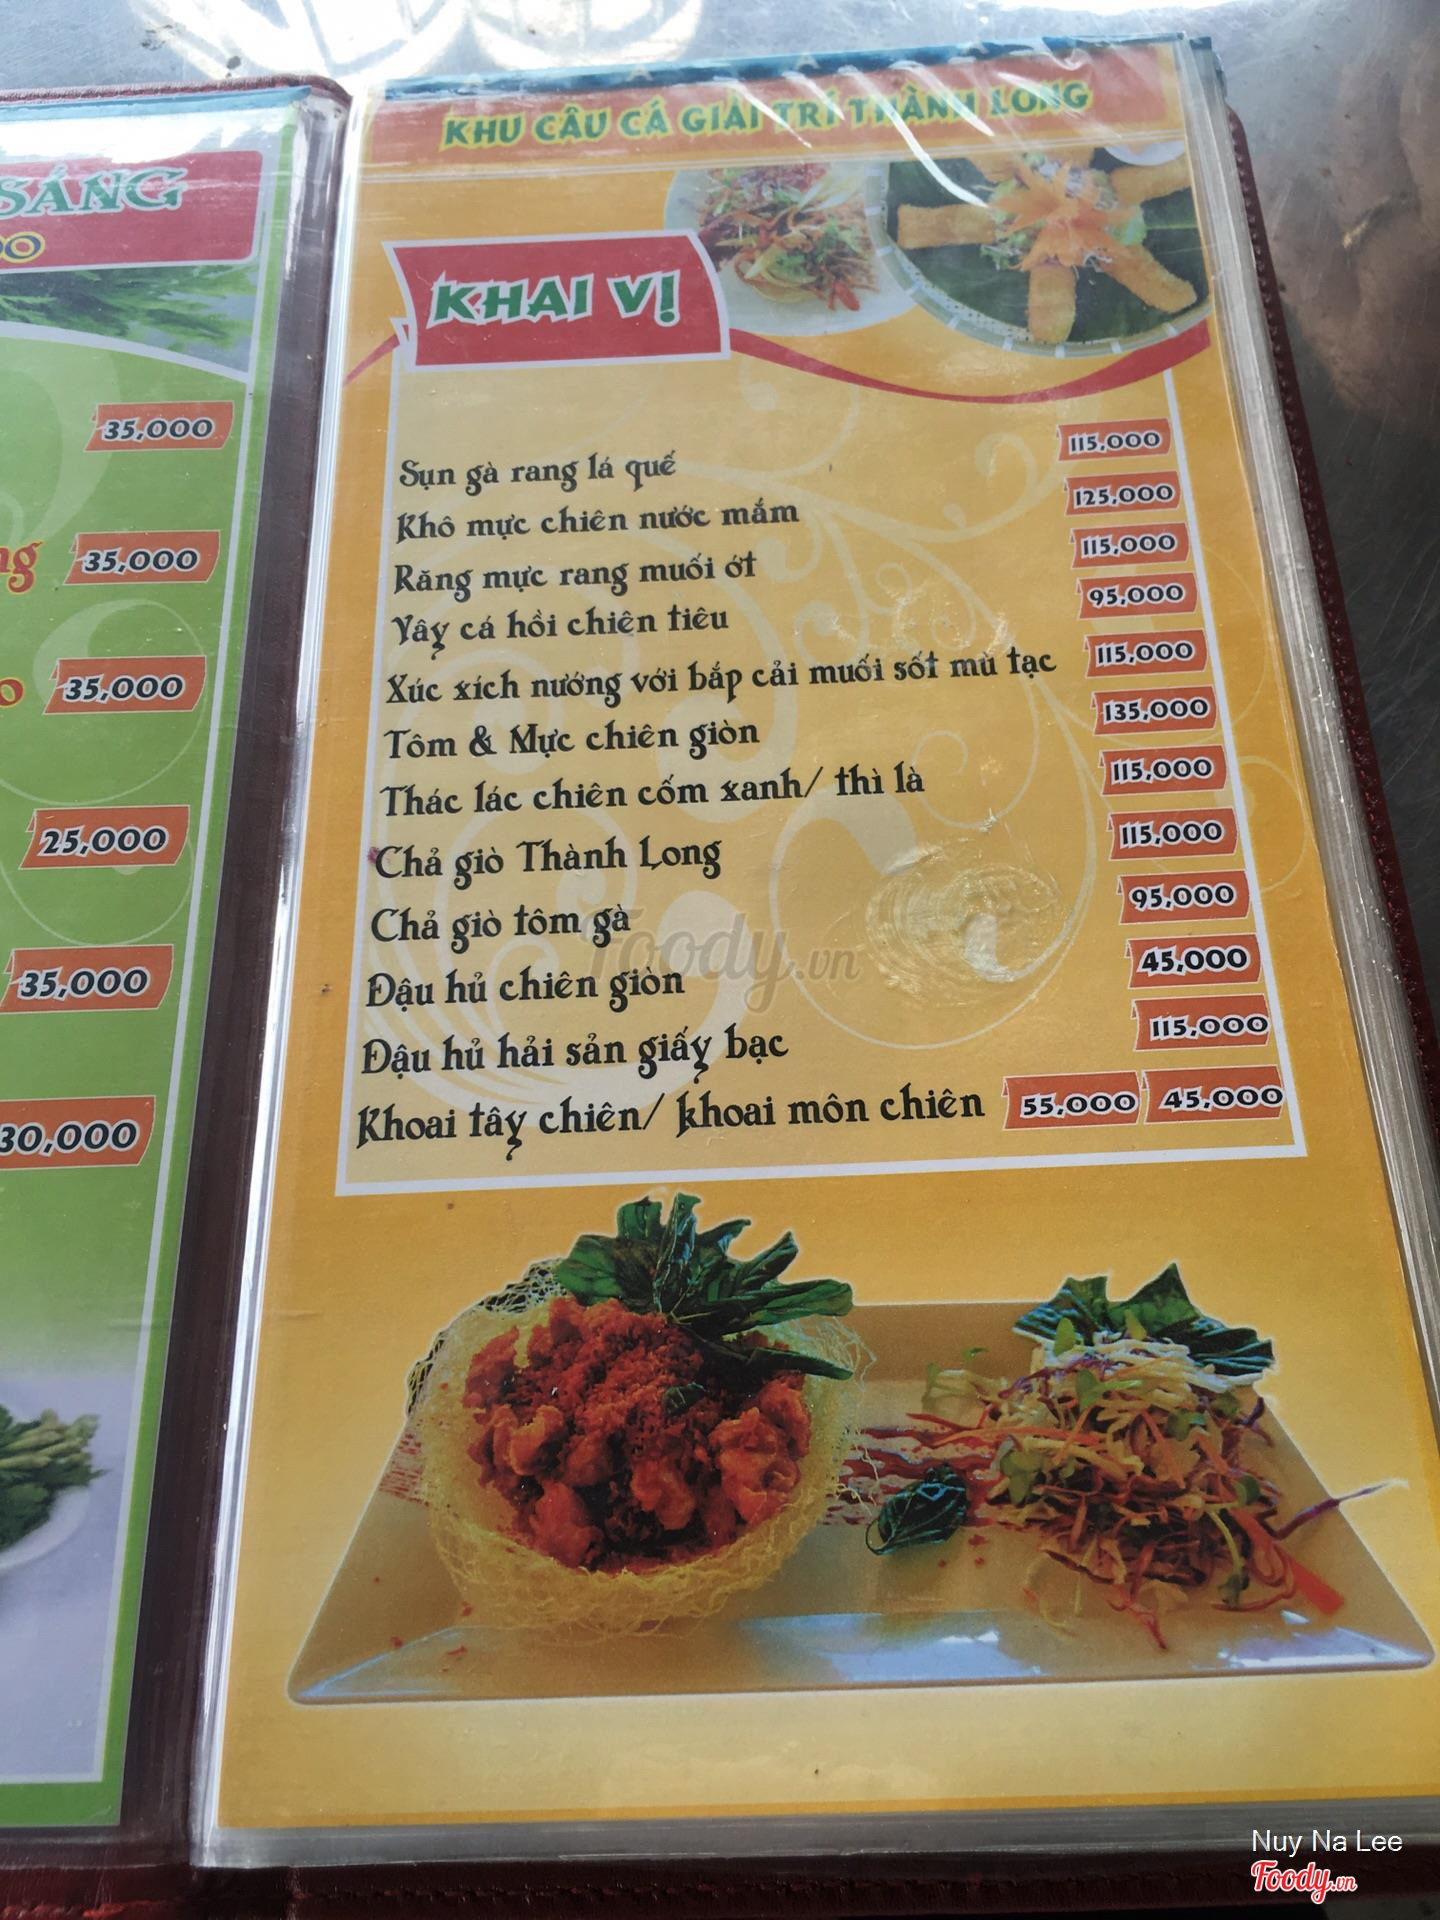 SÁNG
35,000
ng 35,000
o 35,000
25,000
35,000
30,000
KHU CÂU CÁ GIẢI TRÍ THÀNH LONG
KHAI VỊ
Sụn gà rang lá quế 115,000
Khô mực chiên nước mắm 125,000
Răng mực rang muối ớt 115,000
Vây cá hồi chiên tiêu 95,000
Xúc xích nướng với bắp cải muối sốt mù tạc 115,000
Tôm & Mực chiên giòn 135,000
Thác lác chiên cốm xanh/ thì là 115,000
Chả giò Thành Long 115,000
Chả giò tôm gà 95,000
Đậu hủ chiên giòn 45,000
Đậu hủ hải sản giấy bạc 115,000
Khoai tây chiên/ khoai môn chiên 55,000 45,000
Foody.vn
Nuy Na Lee
Foody.vn